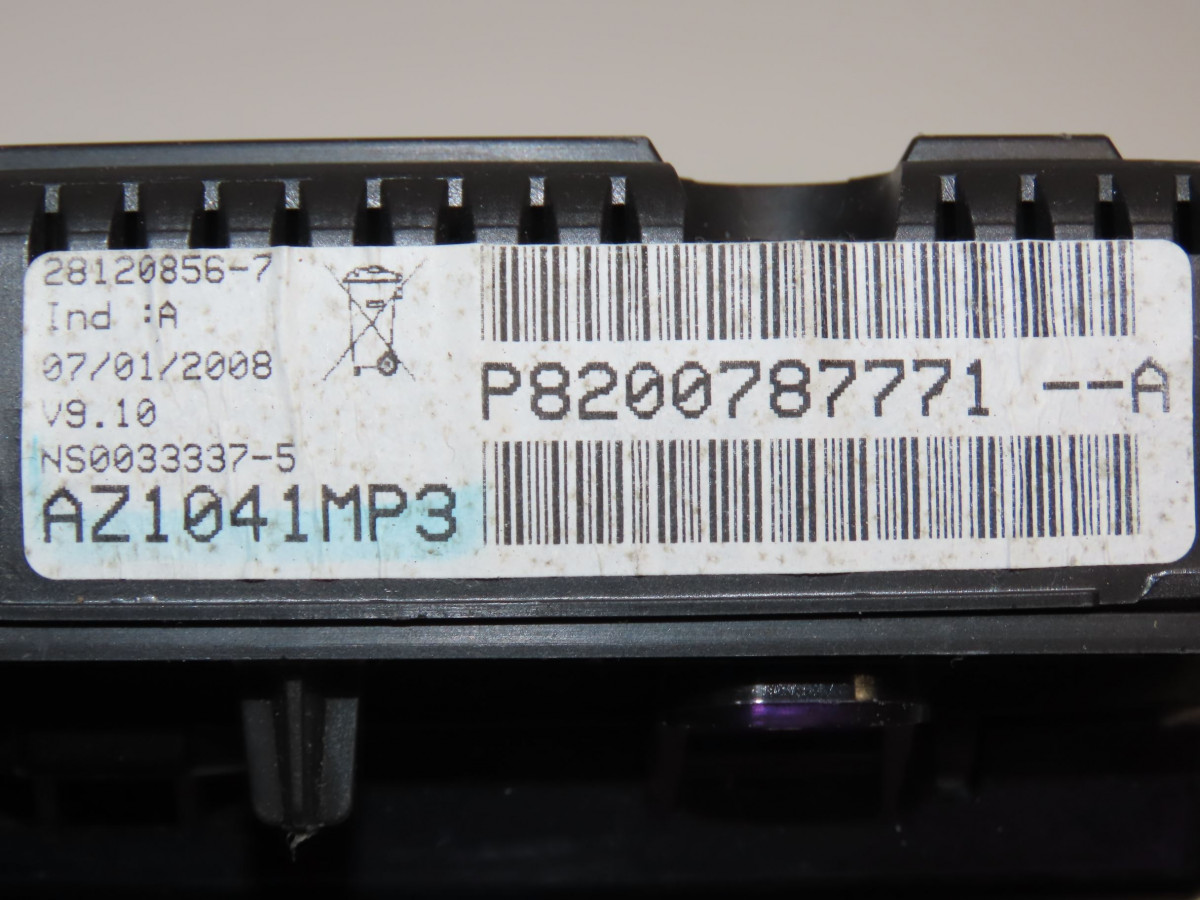 28120856-7
Ind :A
07/01/2008
V9.10
NS0033337-5
AZ1041MP3
P8200787771 --A